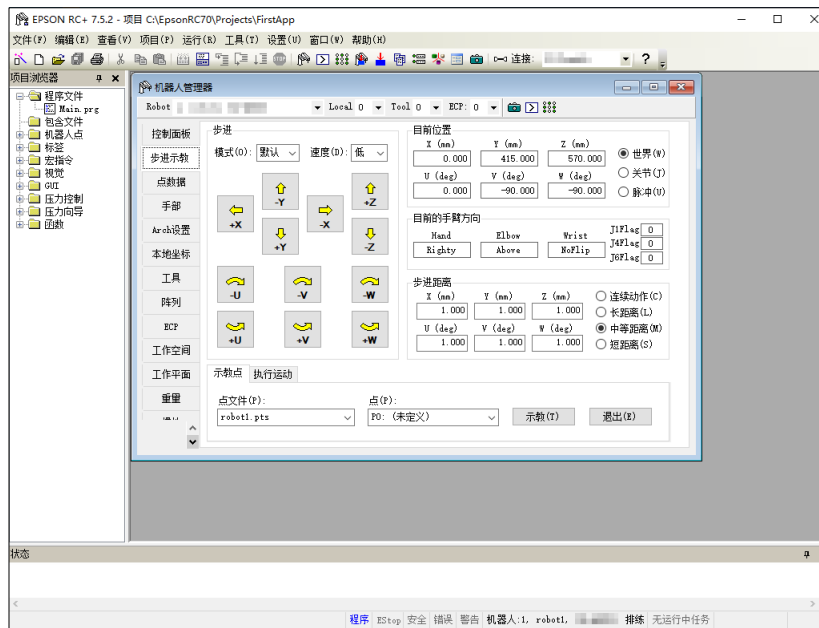 EPSON RC+ 7.5.2 - 项目 C:\EpsonRC70\Projects\FirstApp
文件(F) 编辑(E) 查看(V) 项目(P) 运行(R) 工具(T) 设置(U) 窗口(W) 帮助(H)
连接:
项目浏览器
程序文件
Main.prg
包含文件
机器人点
标签
宏指令
视觉
GUI
压力控制
压力向导
函数
机器人管理器
Robot Local 0 Tool 0 ECP: 0
控制面板
步进示教
点数据
手部
Arch设置
本地坐标
工具
阵列
ECP
工作空间
工作平面
重量
步进
模式(O): 默认 速度(D): 低
-Y +Z
+X -X
+Y -Z
-U -V -W
+U +V +W
目前位置
X (mm) Y (mm) Z (mm)
0.000 415.000 570.000
U (deg) V (deg) W (deg)
0.000 -90.000 -90.000
世界(W)
关节(J)
脉冲(U)
目前的手臂方向
Hand Elbow Wrist
Righty Above NoFlip
J1Flag 0
J4Flag 0
J6Flag 0
步进距离
X (mm) Y (mm) Z (mm)
1.000 1.000 1.000
U (deg) V (deg) W (deg)
1.000 1.000 1.000
连续动作(C)
长距离(L)
中等距离(M)
短距离(S)
示教点 执行运动
点文件(F): 点(P):
robot1.pts P0: (未定义) 示教(T) 退出(E)
状态
程序 EStop 安全 错误 警告 机器人:1, robot1, 排练 无运行中任务